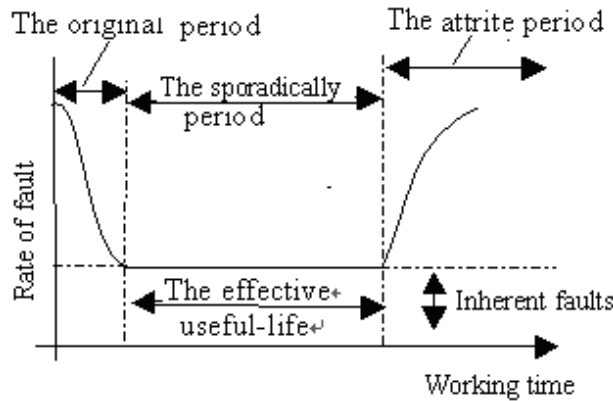 The original period
The attrite period
The sporadically
period
Rate of fault
The effective
useful-life
Inherent faults
Working time